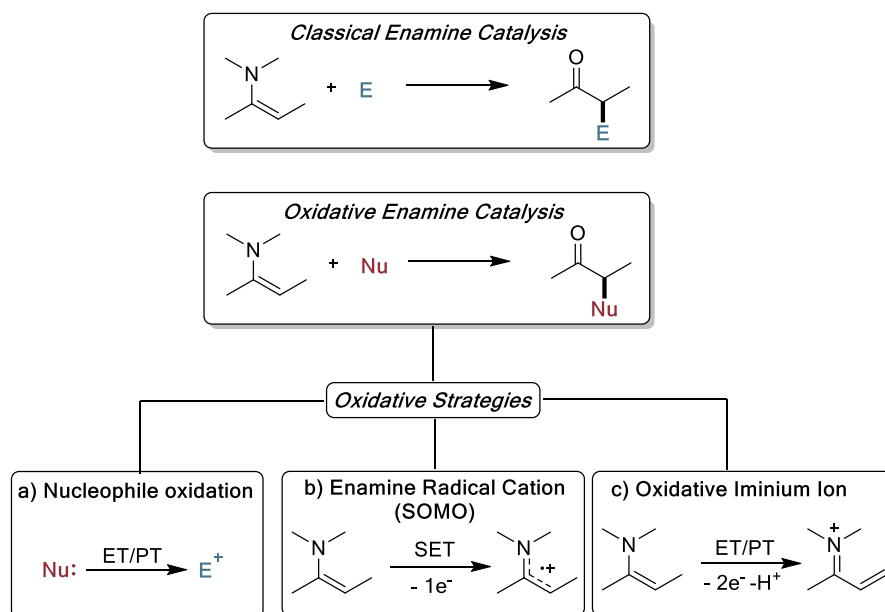 Classical Enamine Catalysis
N
+ E
O
E
Oxidative Enamine Catalysis
N
+ Nu
O
Nu
Oxidative Strategies
a) Nucleophile oxidation
Nu: ET/PT E+
b) Enamine Radical Cation
(SOMO)
N
SET
- 1e-
N
•+
c) Oxidative Iminium Ion
N
ET/PT
- 2e- -H+
N
+